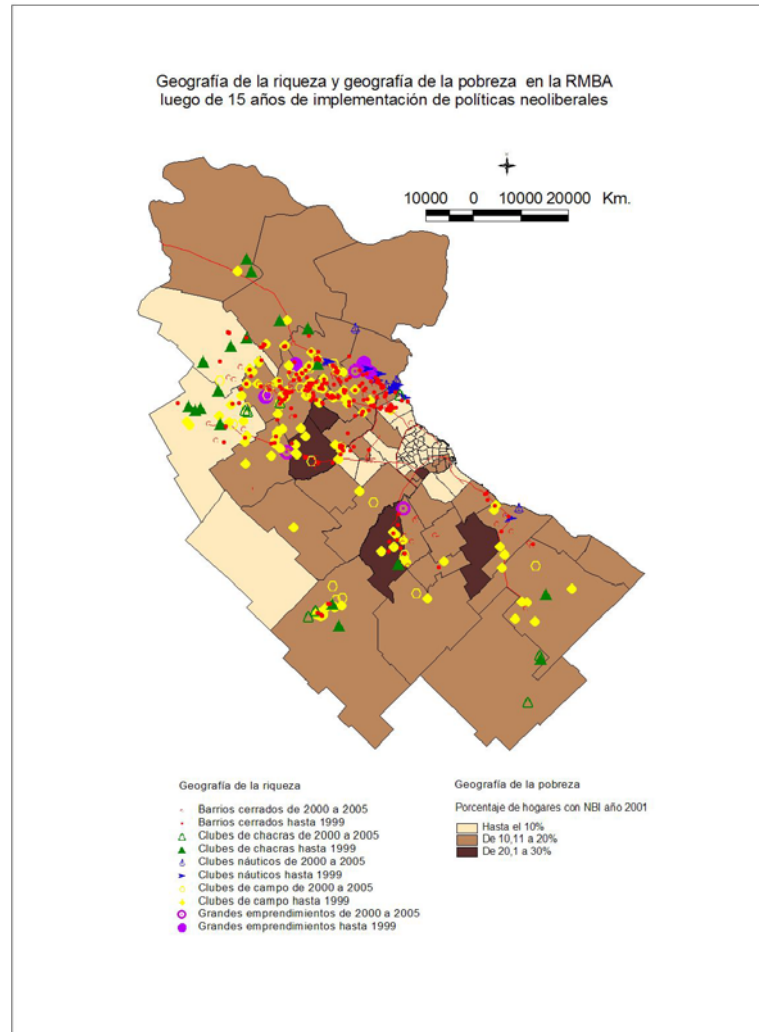 Geografía de la riqueza y geografía de la pobreza en la RMBA
luego de 15 años de implementación de políticas neoliberales
10000 0 10000 20000 Km.
Geografía de la riqueza
Barrios cerrados de 2000 a 2005
Barrios cerrados hasta 1999
Clubes de chacras de 2000 a 2005
Clubes de chacras hasta 1999
Clubes náuticos de 2000 a 2005
Clubes náuticos hasta 1999
Clubes de campo de 2000 a 2005
Clubes de campo hasta 1999
Grandes emprendimientos de 2000 a 2005
Grandes emprendimientos hasta 1999
Geografía de la pobreza
Porcentaje de hogares con NBI año 2001
Hasta el 10%
De 10,11 a 20%
De 20,1 a 30%